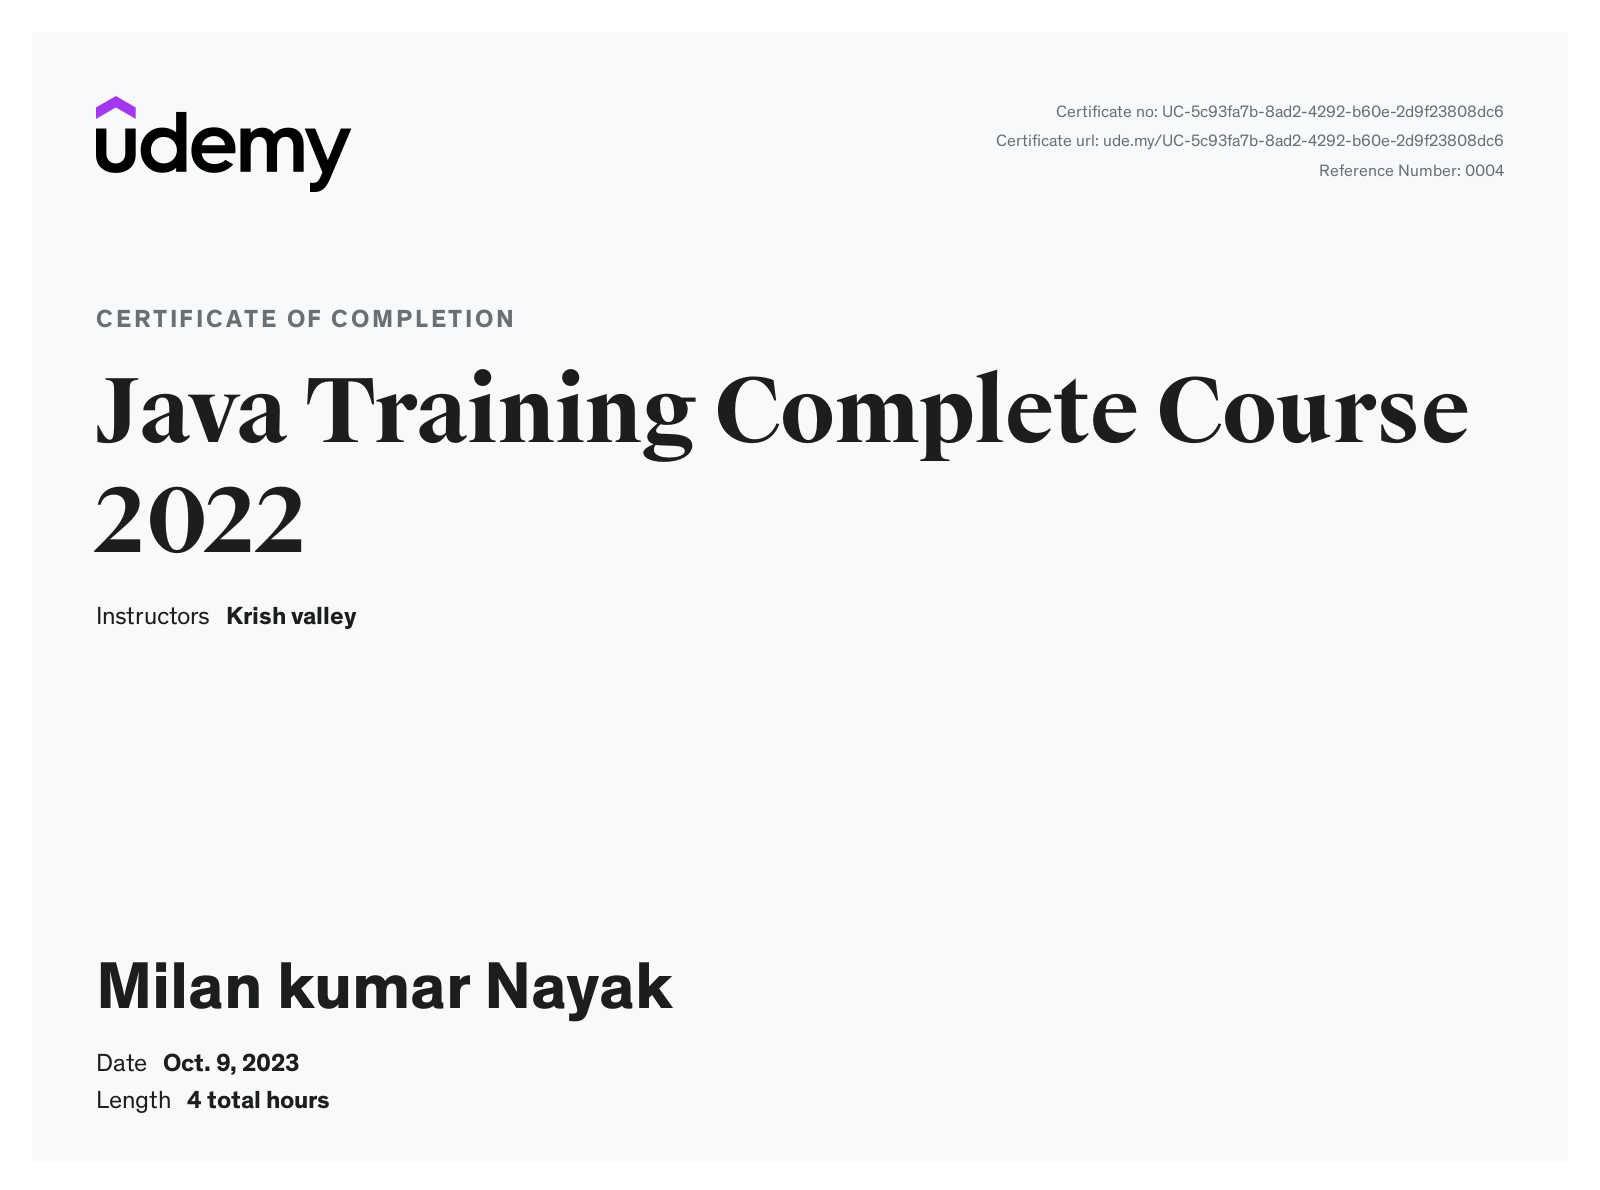 udemy
Certificate no: UC-5c93fa7b-8ad2-4292-b60e-2d9f23808dc6
Certificate url: ude.my/UC-5c93fa7b-8ad2-4292-b60e-2d9f23808dc6
Reference Number: 0004
CERTIFICATE OF COMPLETION
Java Training Complete Course
2022
Instructors Krish valley
Milan kumar Nayak
Date Oct. 9, 2023
Length 4 total hours